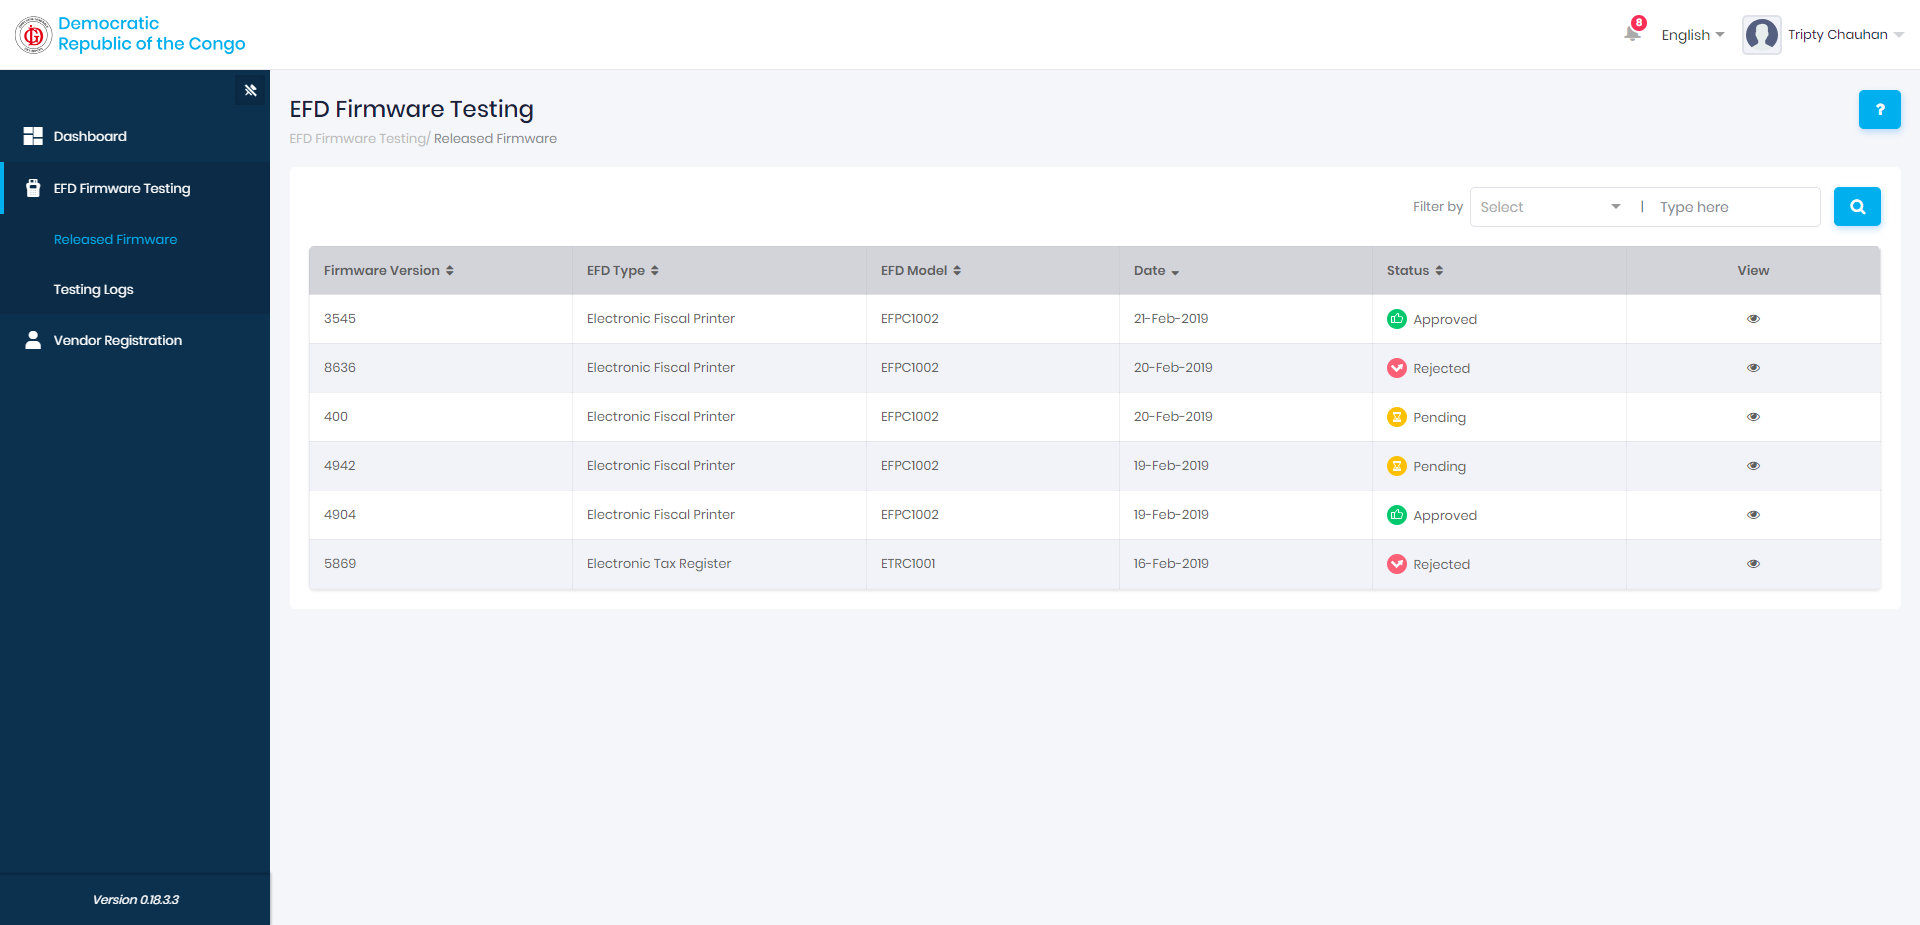 Democratic
Republic of the Congo
8
English
Tripty Chauhan
Dashboard
EFD Firmware Testing
Released Firmware
Testing Logs
Vendor Registration
Version 0.18.3.3
EFD Firmware Testing
EFD Firmware Testing/ Released Firmware
?
Filter by Select | Type here
Firmware Version EFD Type EFD Model Date Status View
3545 Electronic Fiscal Printer EFPC1002 21-Feb-2019 Approved
8636 Electronic Fiscal Printer EFPC1002 20-Feb-2019 Rejected
400 Electronic Fiscal Printer EFPC1002 20-Feb-2019 Pending
4942 Electronic Fiscal Printer EFPC1002 19-Feb-2019 Pending
4904 Electronic Fiscal Printer EFPC1002 19-Feb-2019 Approved
5869 Electronic Tax Register ETRC1001 16-Feb-2019 Rejected